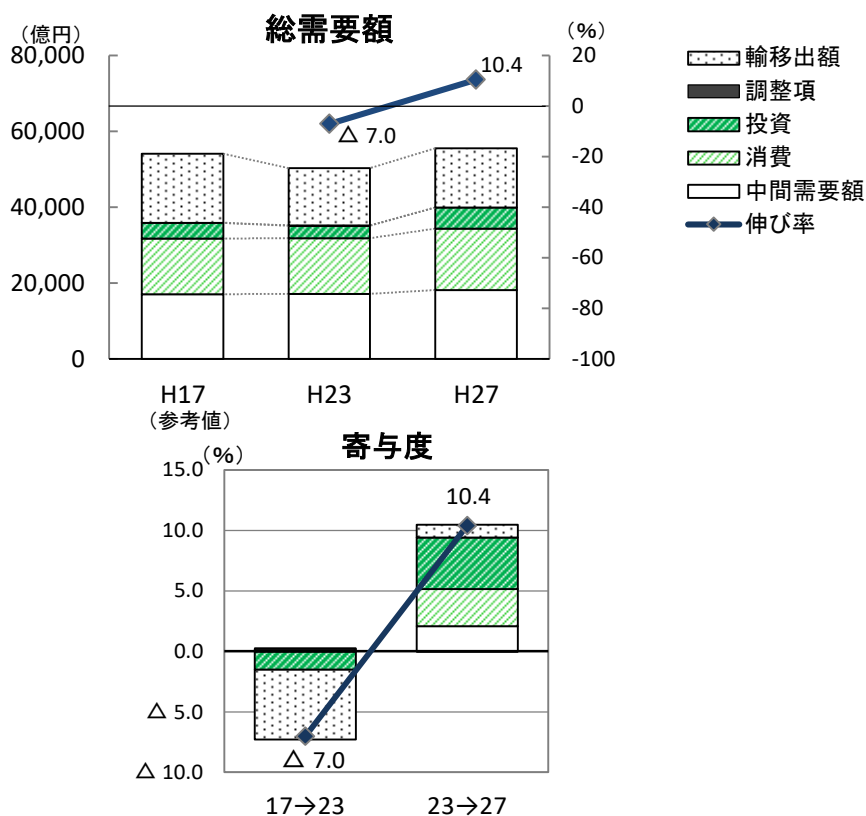 総需要額
（億円）
（%）
80,000
60,000
40,000
20,000
0
20
0
-20
-40
-60
-80
-100
10.4
△ 7.0
H17
H23
H27
（参考値）
輸移出額
調整項
投資
消費
中間需要額
伸び率
寄与度
（%）
15.0
10.0
5.0
0.0
△ 5.0
△ 10.0
10.4
△ 7.0
17→23
23→27